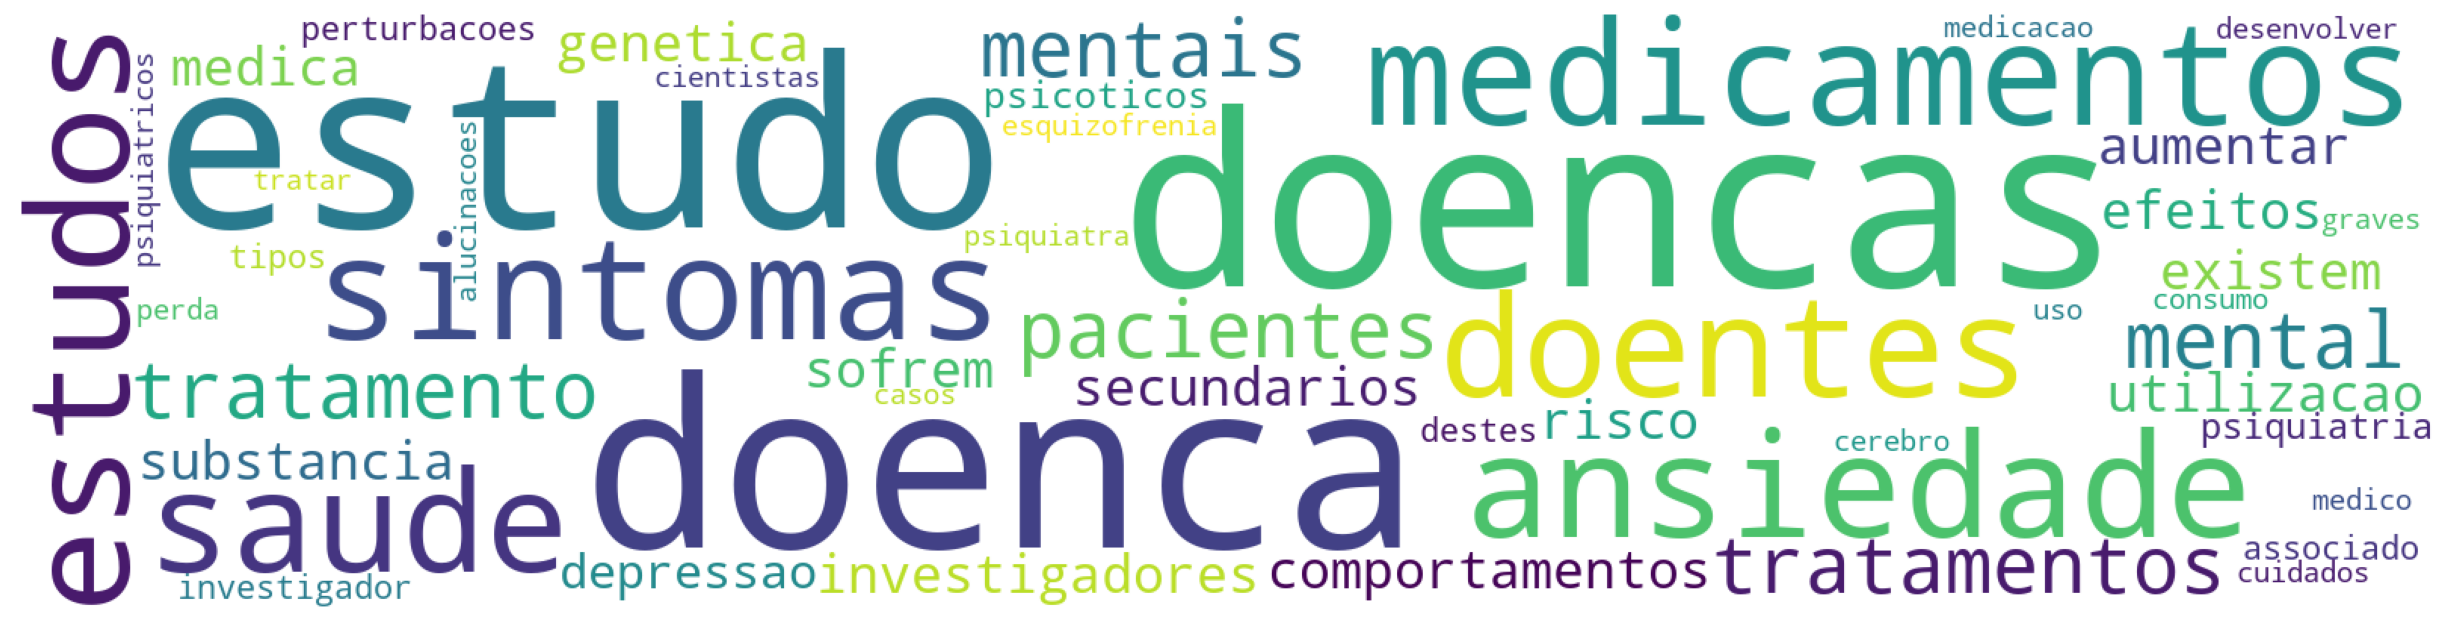 estudos
psiquiatricos
perturbacoes
medica
genetica
cientistas
estudo
tratar
alucinacoes
tipos
sintomas
perda
mentais
psicoticos
esquizofrenia
psiquiatra
medicamentos
medicacao
desenvolver
doencas
aumentar
efeitos
graves
existem
consumo
uso
mental
pacientes
doentes
tratamento
sofrem
casos
secundarios
utilizacao
destes
risco
psiquiatria
cerebro
substancia
saude
doenca
ansiedade
medico
investigador
depressao
investigadores
comportamentos
tratamentos
associado
cuidados